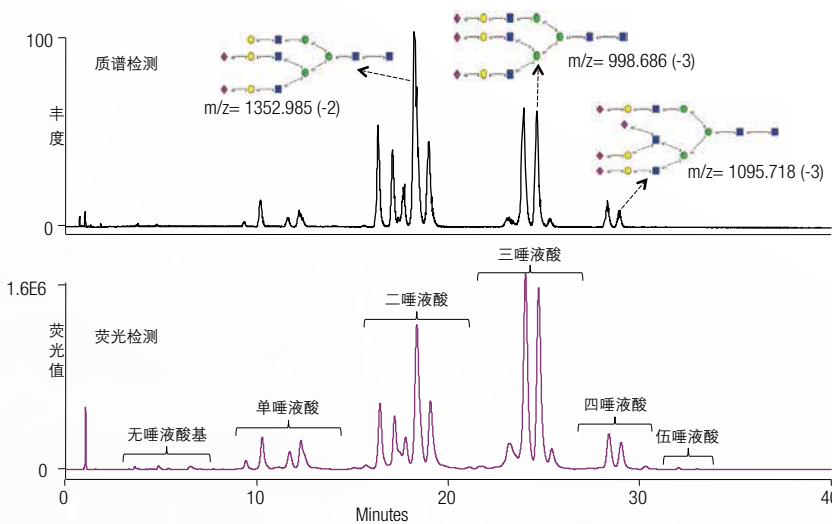 100
质谱检测
丰度
0
m/z= 1352.985 (-2)
m/z= 998.686 (-3)
m/z= 1095.718 (-3)
1.6E6
荧光检测
荧光值
无唾液酸基
单唾液酸
二唾液酸
三唾液酸
四唾液酸
伍唾液酸
0
0
10
20
30
40
Minutes